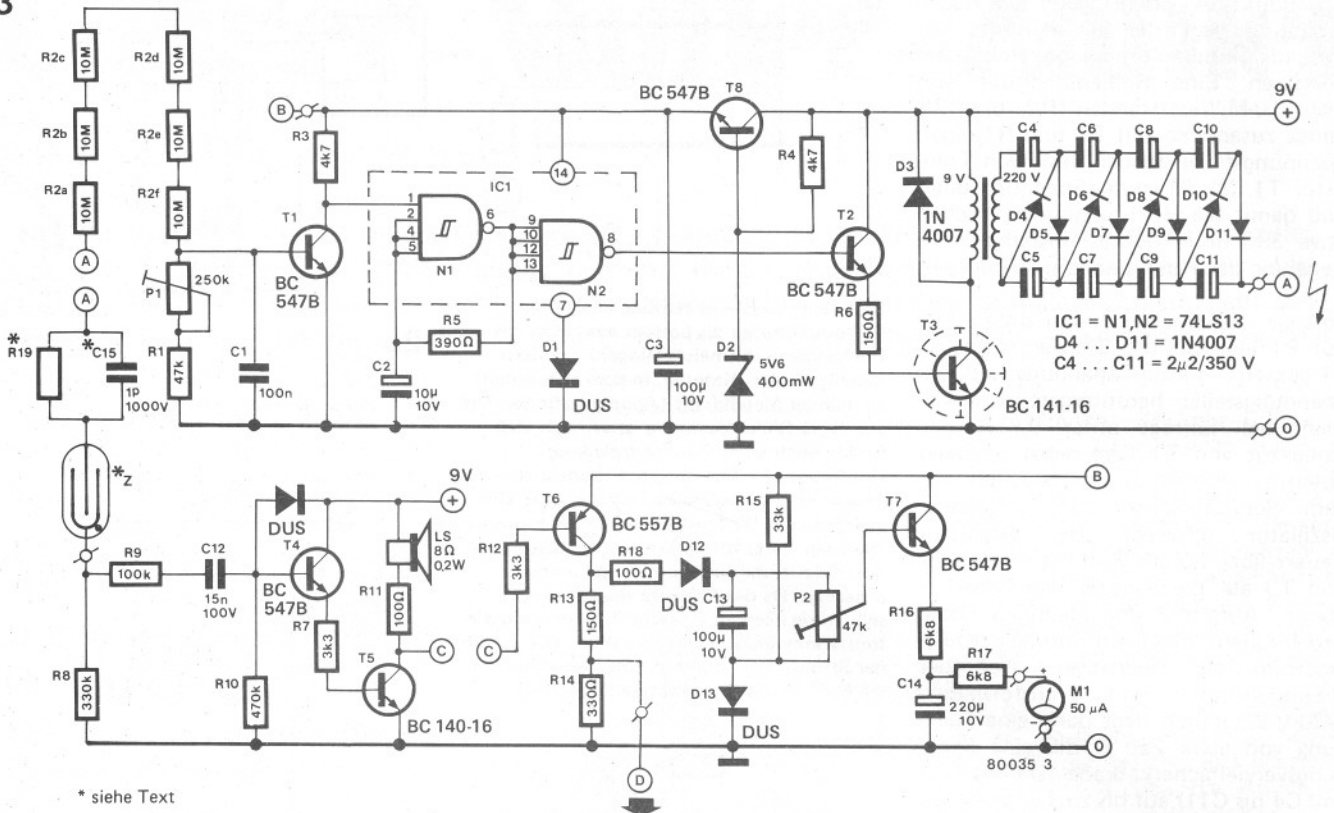 3
R2c 10M
R2d 10M
R2b 10M
R2e 10M
R2a 10M
R2f 10M
A
A
P1 250k
R1 47k
C1 100n
* R19
* C15 1p 1000V
* Z
B
R3 4k7
T1 BC 547B
IC1
14
1
2
4
5
6
N1
9
10
12
13
8
N2
7
R5 390Ω
C2 10µ 10V
D1 DUS
C3 100µ 10V
BC 547B T8
R4 4k7
D2 5V6 400mW
T2 BC 547B
R6 150Ω
D3 1N 4007
T3 BC 141-16
9V
+
9 V
220 V
C4 C6 C8 C10
D4 D6 D8 D10
D5 D7 D9 D11
C5 C7 C9 C11
A
IC1 = N1,N2 = 74LS13
D4 . . . D11 = 1N4007
C4 . . . C11 = 2µ2/350 V
0
R8 330k
R9 100k
C12 15n 100V
R10 470k
DUS
T4 BC 547B
R7 3k3
9V
+
LS 8Ω 0,2W
R11 100Ω
C
T5 BC 140-16
C
R12 3k3
T6 BC 557B
R13 150Ω
R14 330Ω
D
R18 100Ω
D12 DUS
C13 100µ 10V
D13 DUS
R15 33k
P2 47k
T7 BC 547B
B
R16 6k8
R17 6k8
C14 220µ 10V
+
M1 50 µA
0
80035 3
* siehe Text